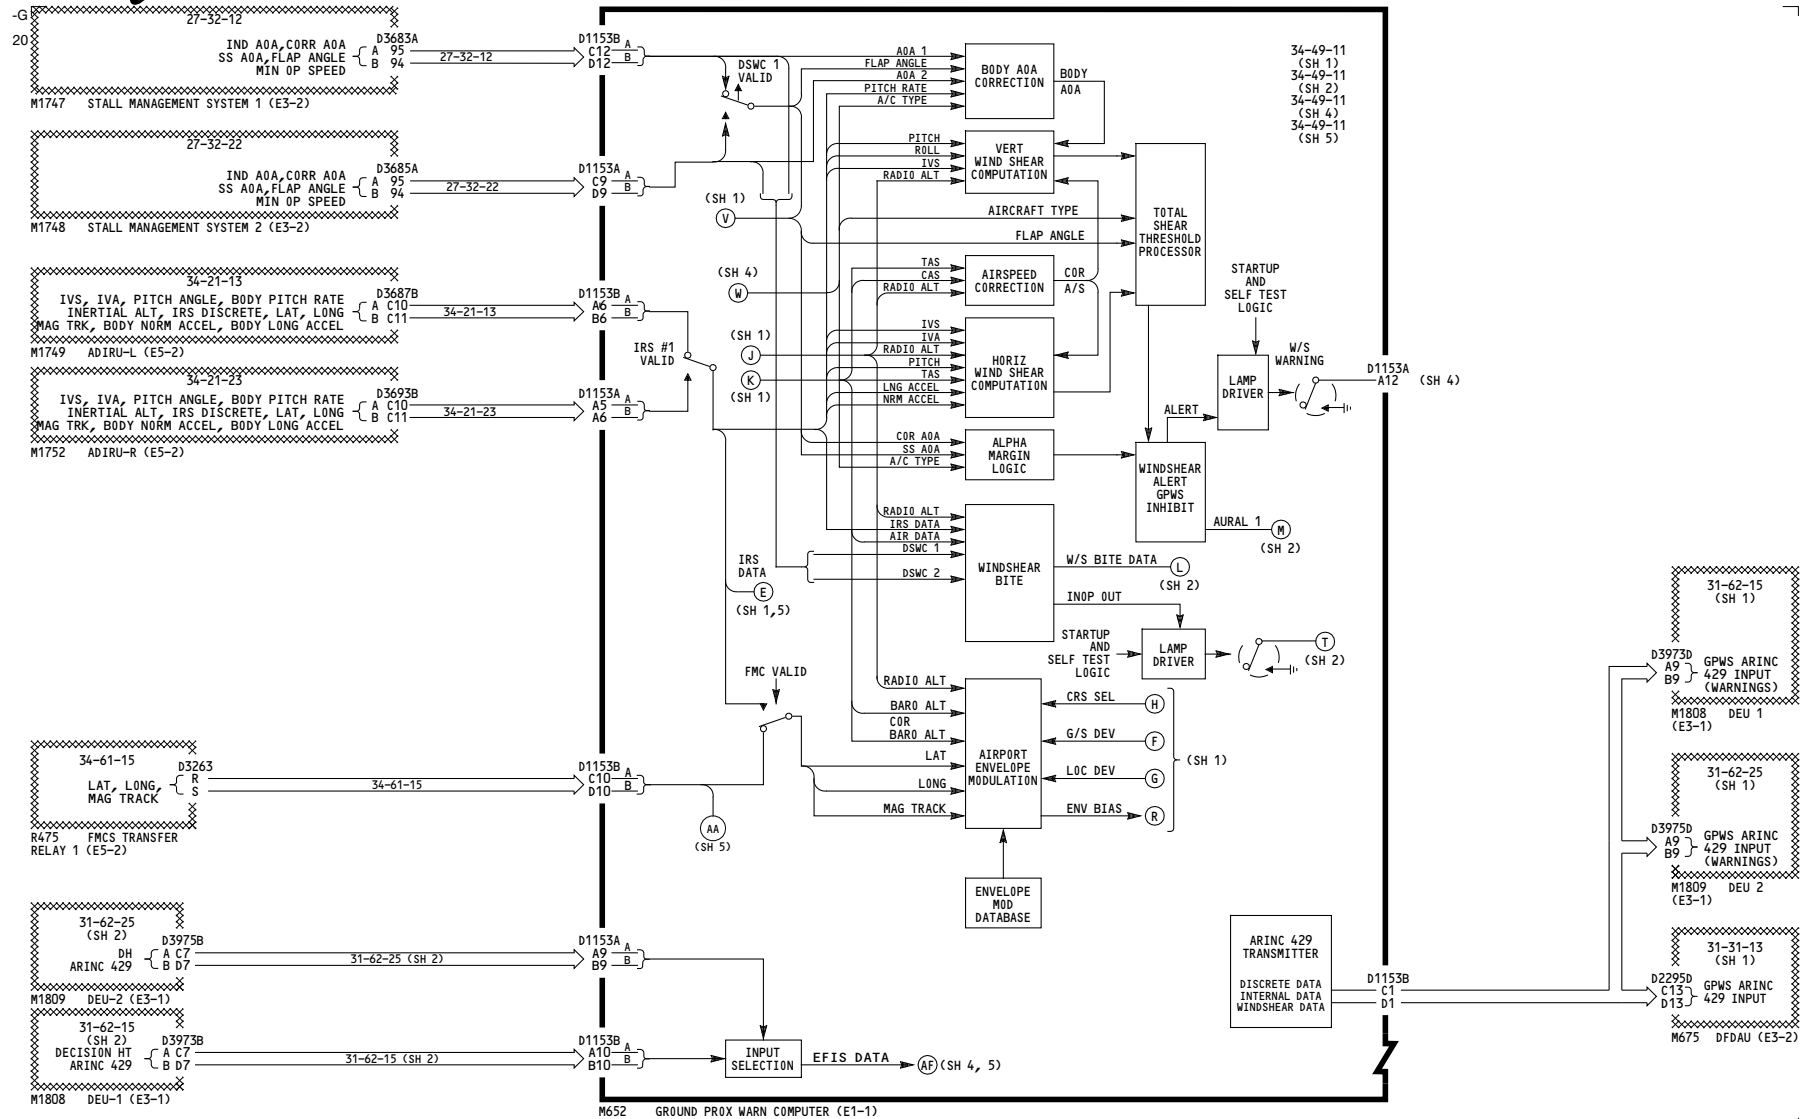 -G
20
27-32-12
IND AOA,CORR AOA
SS AOA,FLAP ANGLE
MIN OP SPEED
D3683A
A 95
B 94
27-32-12
D1153B
C12 A
D12 B
M1747 STALL MANAGEMENT SYSTEM 1 (E3-2)
27-32-22
IND AOA,CORR AOA
SS AOA,FLAP ANGLE
MIN OP SPEED
D3685A
A 95
B 94
27-32-22
D1153A
C9 A
D9 B
M1748 STALL MANAGEMENT SYSTEM 2 (E3-2)
34-21-13
IVS, IVA, PITCH ANGLE, BODY PITCH RATE
INERTIAL ALT, IRS DISCRETE, LAT, LONG
MAG TRK, BODY NORM ACCEL, BODY LONG ACCEL
D3687B
A C10
B C11
34-21-13
D1153B
A6 A
B6 B
M1749 ADIRU-L (E5-2)
34-21-23
IVS, IVA, PITCH ANGLE, BODY PITCH RATE
INERTIAL ALT, IRS DISCRETE, LAT, LONG
MAG TRK, BODY NORM ACCEL, BODY LONG ACCEL
D3693B
A C10
B C11
34-21-23
D1153A
A5 A
A6 B
M1752 ADIRU-R (E5-2)
34-61-15
LAT, LONG,
MAG TRACK
D3263
R
S
34-61-15
D1153B
C10 A
D10 B
R475 FMCS TRANSFER
RELAY 1 (E5-2)
31-62-25
(SH 2)
DH
ARINC 429
D3975B
A C7
B D7
31-62-25 (SH 2)
D1153A
A9 A
B9 B
M1809 DEU-2 (E3-1)
31-62-15
(SH 2)
DECISION HT
ARINC 429
D3973B
A C7
B D7
31-62-15 (SH 2)
D1153B
A10 A
B10 B
M1808 DEU-1 (E3-1)
DSWC 1
VALID
(SH 1)
V
(SH 4)
W
(SH 1)
J
K
(SH 1)
IRS #1
VALID
IRS
DATA
E
(SH 1,5)
FMC VALID
AA
(SH 5)
INPUT
SELECTION
EFIS DATA
AF (SH 4, 5)
AOA 1
FLAP ANGLE
AOA 2
PITCH RATE
A/C TYPE
BODY AOA
CORRECTION
BODY
AOA
PITCH
ROLL
IVS
RADIO ALT
VERT
WIND SHEAR
COMPUTATION
AIRCRAFT TYPE
FLAP ANGLE
TOTAL
SHEAR
THRESHOLD
PROCESSOR
TAS
CAS
RADIO ALT
AIRSPEED
CORRECTION
COR
A/S
IVS
IVA
RADIO ALT
PITCH
TAS
LNG ACCEL
NRM ACCEL
HORIZ
WIND SHEAR
COMPUTATION
COR AOA
SS AOA
A/C TYPE
ALPHA
MARGIN
LOGIC
WINDSHEAR
ALERT
GPWS
INHIBIT
ALERT
STARTUP
AND
SELF TEST
LOGIC
LAMP
DRIVER
W/S
WARNING
D1153A
A12 (SH 4)
AURAL 1
M
(SH 2)
RADIO ALT
IRS DATA
AIR DATA
DSWC 1
DSWC 2
WINDSHEAR
BITE
W/S BITE DATA
L
(SH 2)
INOP OUT
STARTUP
AND
SELF TEST
LOGIC
LAMP
DRIVER
T
(SH 2)
RADIO ALT
BARO ALT
COR
BARO ALT
LAT
LONG
MAG TRACK
AIRPORT
ENVELOPE
MODULATION
CRS SEL
H
G/S DEV
F
LOC DEV
G
ENV BIAS
R
(SH 1)
ENVELOPE
MOD
DATABASE
ARINC 429
TRANSMITTER
DISCRETE DATA
INTERNAL DATA
WINDSHEAR DATA
D1153B
C1
D1
M652 GROUND PROX WARN COMPUTER (E1-1)
34-49-11
(SH 1)
34-49-11
(SH 2)
34-49-11
(SH 4)
34-49-11
(SH 5)
31-62-15
(SH 1)
D3973D
A9
B9
GPWS ARINC
429 INPUT
(WARNINGS)
M1808 DEU 1
(E3-1)
31-62-25
(SH 1)
D3975D
A9
B9
GPWS ARINC
429 INPUT
(WARNINGS)
M1809 DEU 2
(E3-1)
31-31-13
(SH 1)
D2295D
C13
D13
GPWS ARINC
429 INPUT
M675 DFDAU (E3-2)